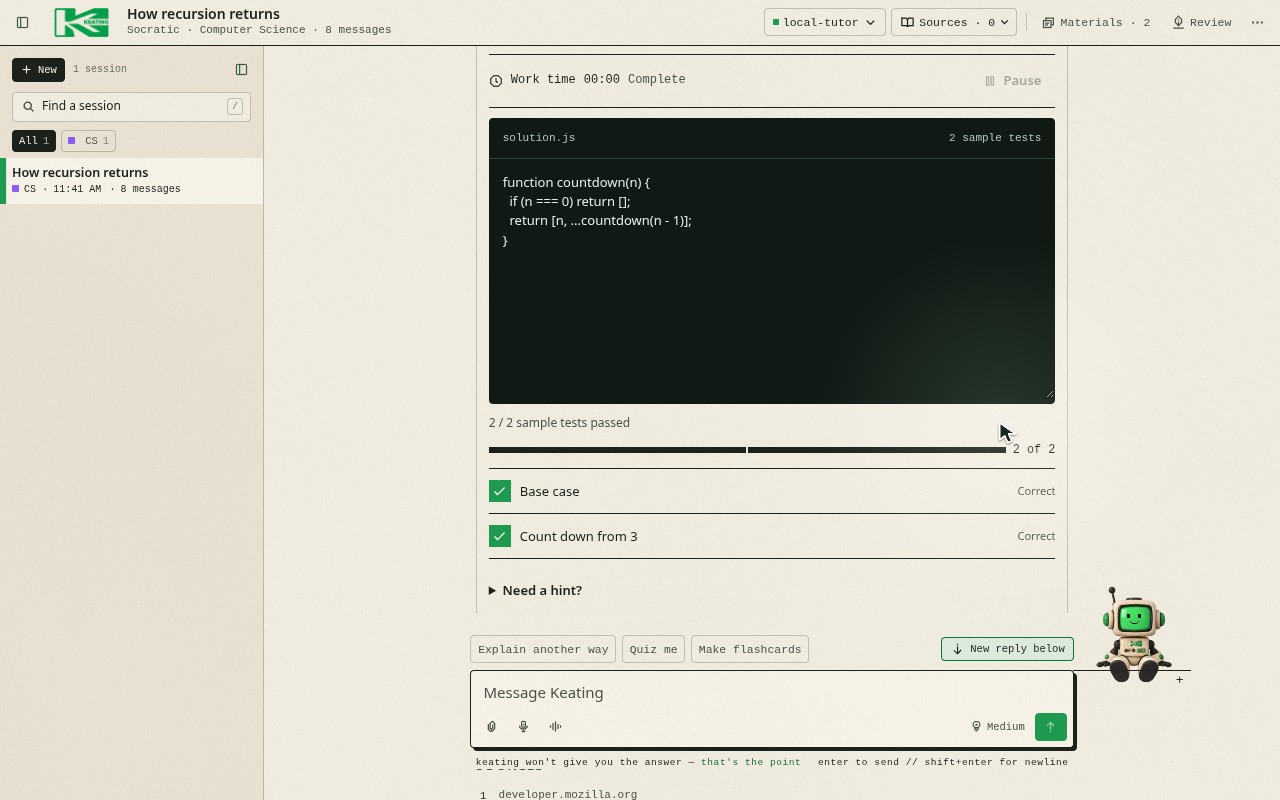 How recursion returns
Socratic · Computer Science · 8 messages
KEATING
local-tutor
Sources · 0
Materials · 2
Review
+ New
1 session
Find a session
/
All 1
CS 1
How recursion returns
CS · 11:41 AM · 8 messages
Work time 00:00 Complete
Pause
solution.js
2 sample tests
function countdown(n) {
if (n === 0) return [];
return [n, ...countdown(n - 1)];
}
2 / 2 sample tests passed
2 of 2
Base case
Correct
Count down from 3
Correct
Need a hint?
Explain another way
Quiz me
Make flashcards
New reply below
Message Keating
Medium
+
keating won't give you the answer — that's the point
enter to send // shift+enter for newline
1 developer.mozilla.org